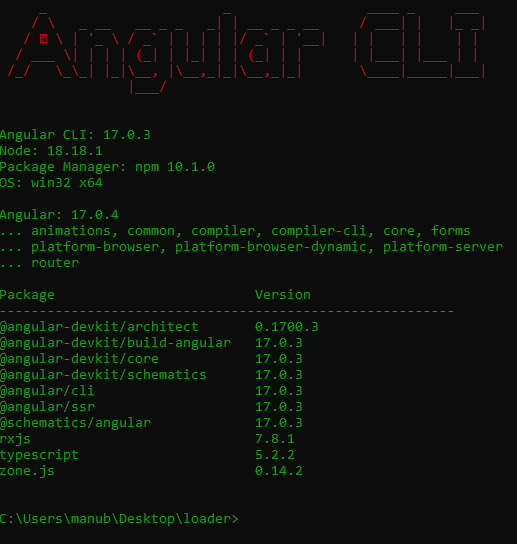 Angular CLI
Angular CLI: 17.0.3
Node: 18.18.1
Package Manager: npm 10.1.0
OS: win32 x64
Angular: 17.0.4
... animations, common, compiler, compiler-cli, core, forms
... platform-browser, platform-browser-dynamic, platform-server
... router
Package                         Version
---------------------------------------------------------
@angular-devkit/architect       0.1700.3
@angular-devkit/build-angular   17.0.3
@angular-devkit/core            17.0.3
@angular-devkit/schematics      17.0.3
@angular/cli                    17.0.3
@angular/ssr                    17.0.3
@schematics/angular             17.0.3
rxjs                            7.8.1
typescript                      5.2.2
zone.js                         0.14.2
C:\Users\manub\Desktop\loader>